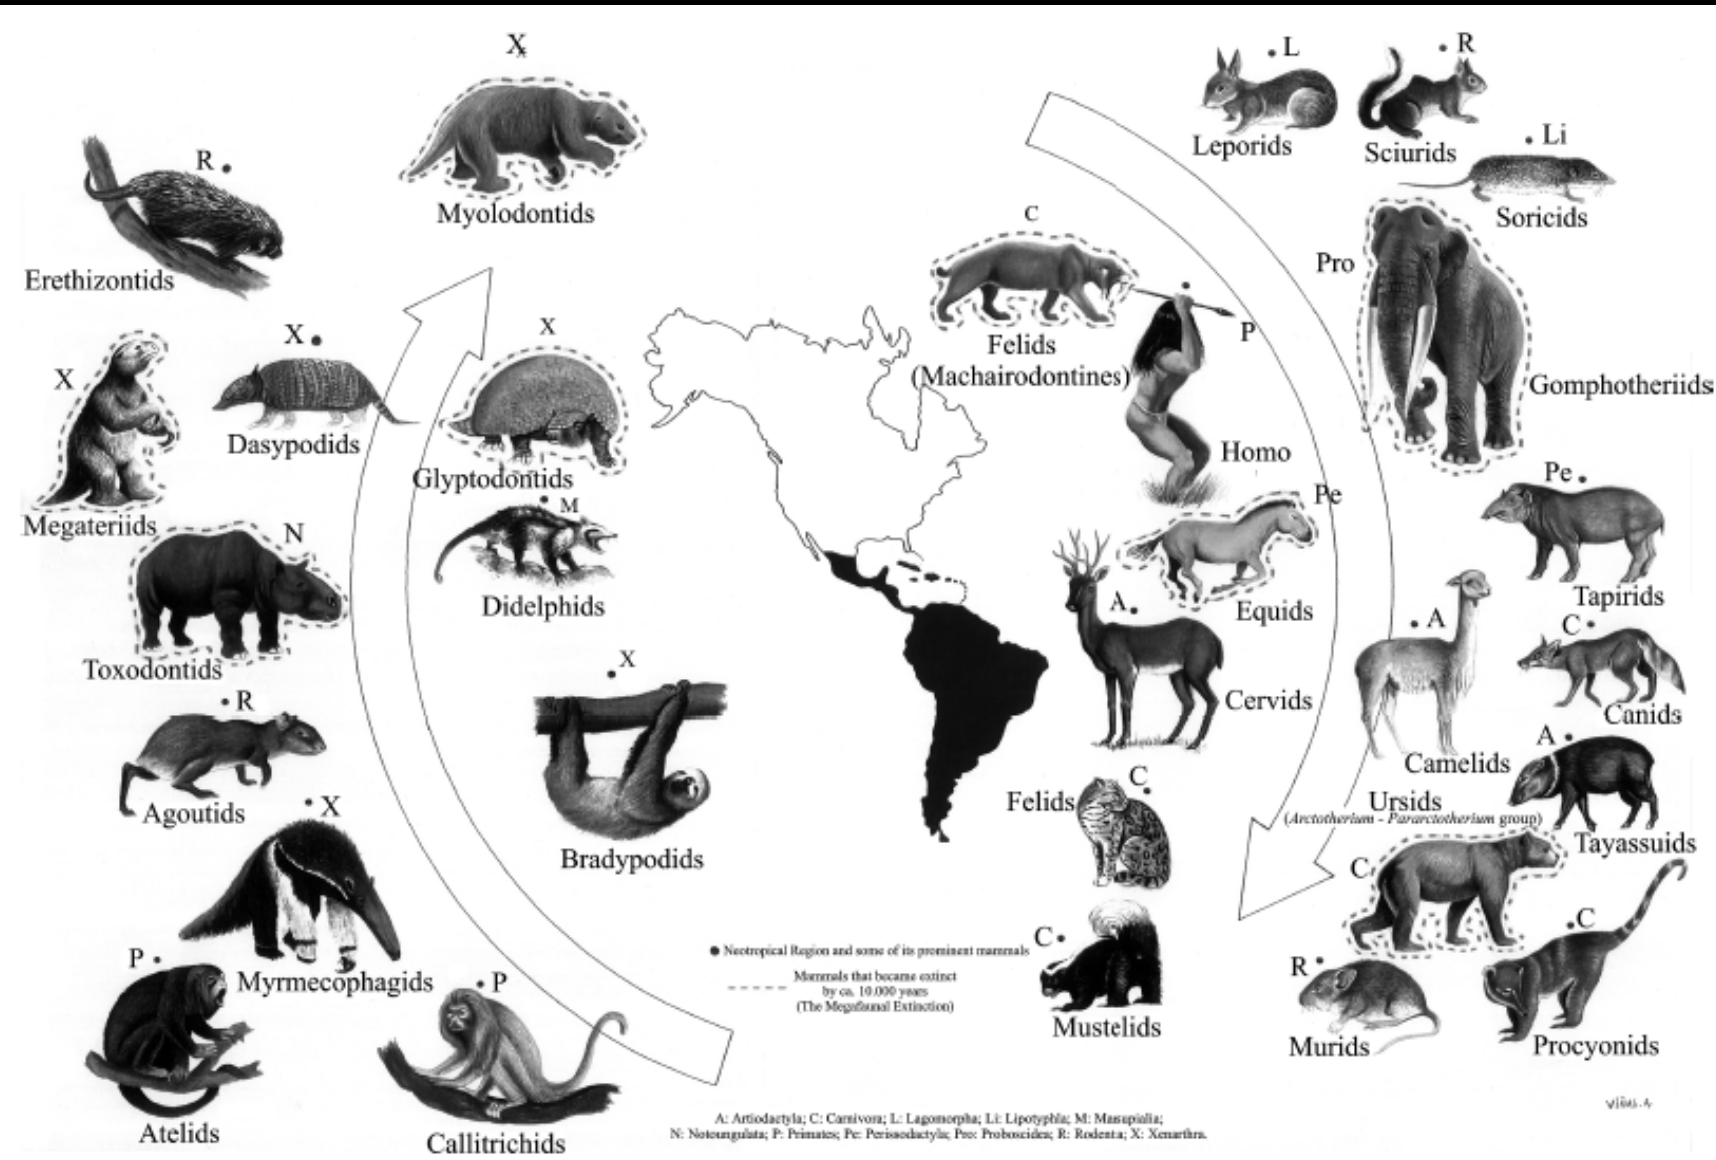 X
• L
• R
Leporids
Sciurids
• Li
Soricids
R •
Erethizontids
Myolodontids
C
Pro
Felids
(Machairodontines)
•
P
Homo
Gomphotheriids
X
Megateriids
X •
Dasypodids
X
Glyptodontids
• M
Didelphids
N
Toxodontids
Pe
Equids
Pe •
Tapirids
A •
Cervids
• A
Camelids
C •
Canids
• R
Agoutids
• X
Bradypodids
Felids
C
•
Ursids
(Arctotherium - Pararctotherium group)
A •
Tayassuids
C
• X
Myrmecophagids
P •
Atelids
• P
Callitrichids
C •
Mustelids
R •
Murids
• C
Procyonids
• Neotropical Region and some of its prominent mammals
Mammals that became extinct
by ca. 10.000 years
(The Megafaunal Extinction)
A: Artiodactyla; C: Carnivora; L: Lagomorpha; Li: Lipotyphla; M: Marsupialia;
N: Notoungulata; P: Primates; Pe: Perissodactyla; Pro: Proboscidea; R: Rodenta; X: Xenarthra.